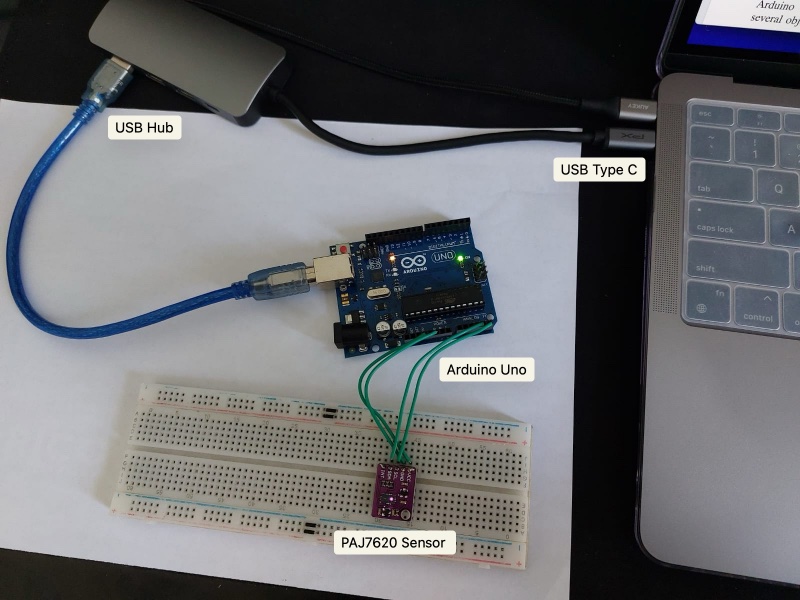 Arduino
several obj
USB Hub
USB Type C
esc
!
1
tab
Q
caps lock
A
shift
fn
control
UNO
ARDUINO
Arduino Uno
PAJ7620 Sensor